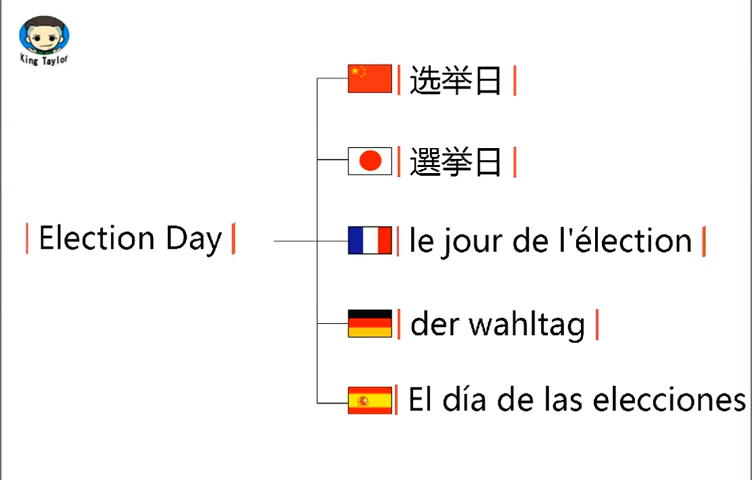 King Taylor
选举日
選挙日
Election Day
le jour de l'élection
der wahltag
El día de las elecciones